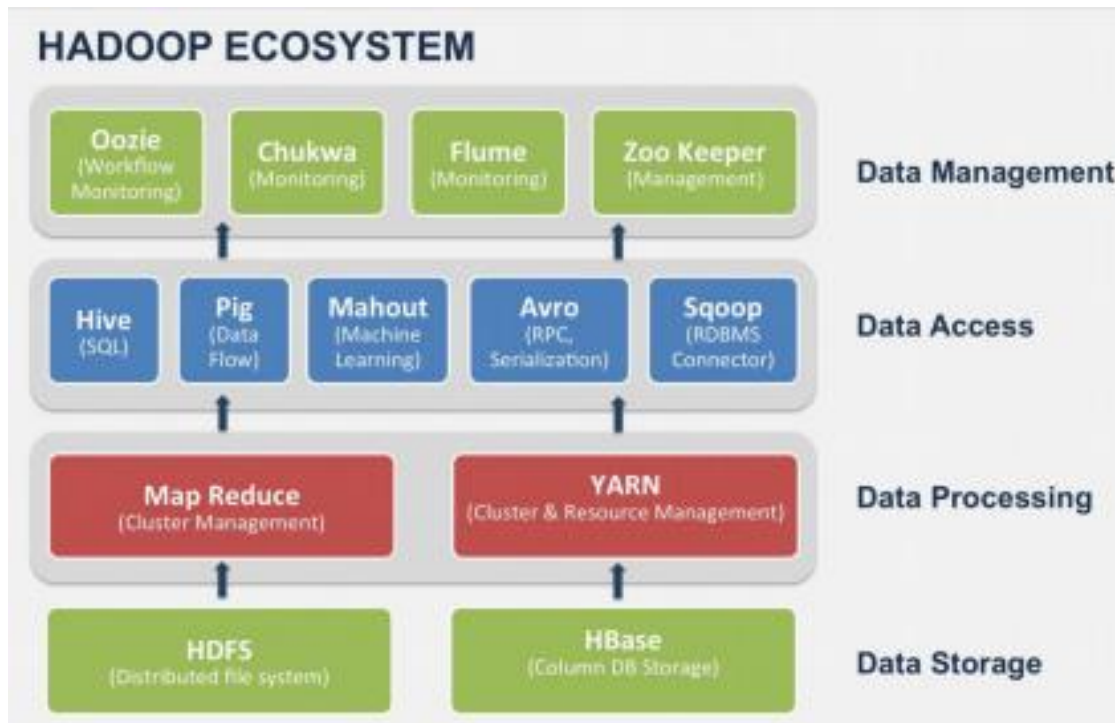 HADOOP ECOSYSTEM
Oozie
(Workflow
Monitoring)
Chukwa
(Monitoring)
Flume
(Monitoring)
Zoo Keeper
(Management)
Data Management
Hive
(SQL)
Pig
(Data
Flow)
Mahout
(Machine
Learning)
Avro
(RPC,
Serialization)
Sqoop
(RDBMS
Connector)
Data Access
Map Reduce
(Cluster Management)
YARN
(Cluster & Resource Management)
Data Processing
HDFS
(Distributed file system)
HBase
(Column DB Storage)
Data Storage